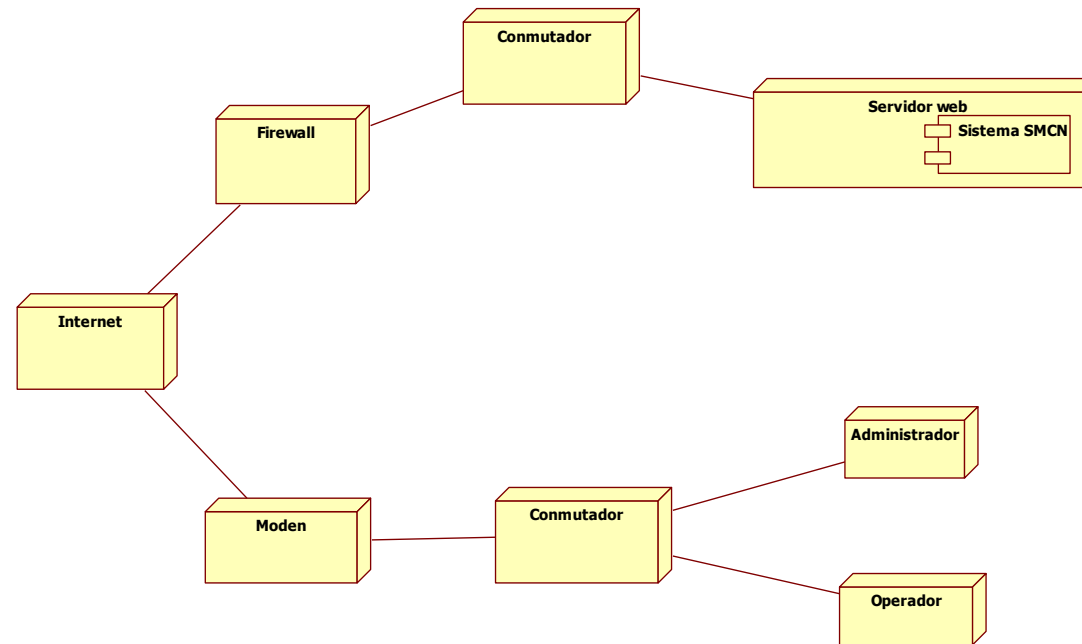 Conmutador
Servidor web
Sistema SMCN
Firewall
Internet
Administrador
Moden
Conmutador
Operador